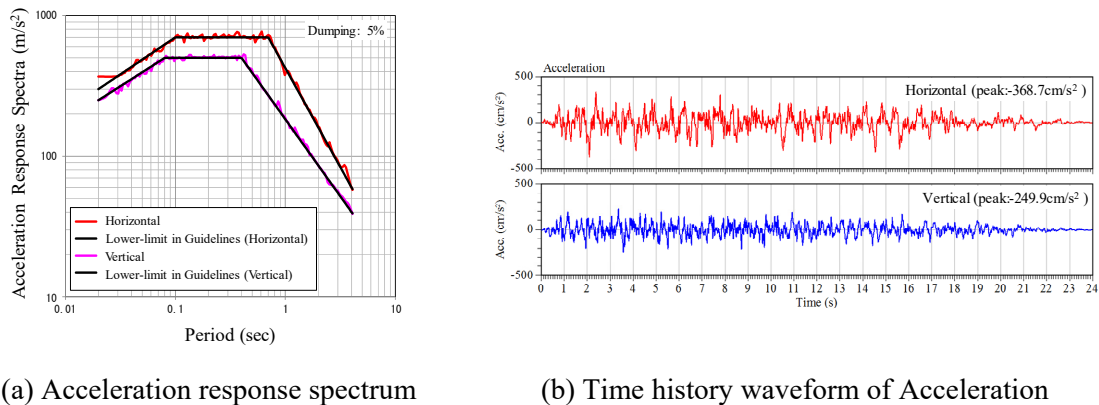 Acceleration Response Spectra (m/s²)
1000
100
10
Dumping: 5%
Horizontal
Lower-limit in Guidelines (Horizontal)
Vertical
Lower-limit in Guidelines (Vertical)
0.01 0.1 1 10
Period (sec)
(a) Acceleration response spectrum
Acceleration
Acc. (cm/s²)
500
0
-500
Horizontal (peak:-368.7cm/s²)
Acc. (cm/s²)
500
0
-500
Vertical (peak:-249.9cm/s²)
0 1 2 3 4 5 6 7 8 9 10 11 12 13 14 15 16 17 18 19 20 21 22 23 24
Time (s)
(b) Time history waveform of Acceleration